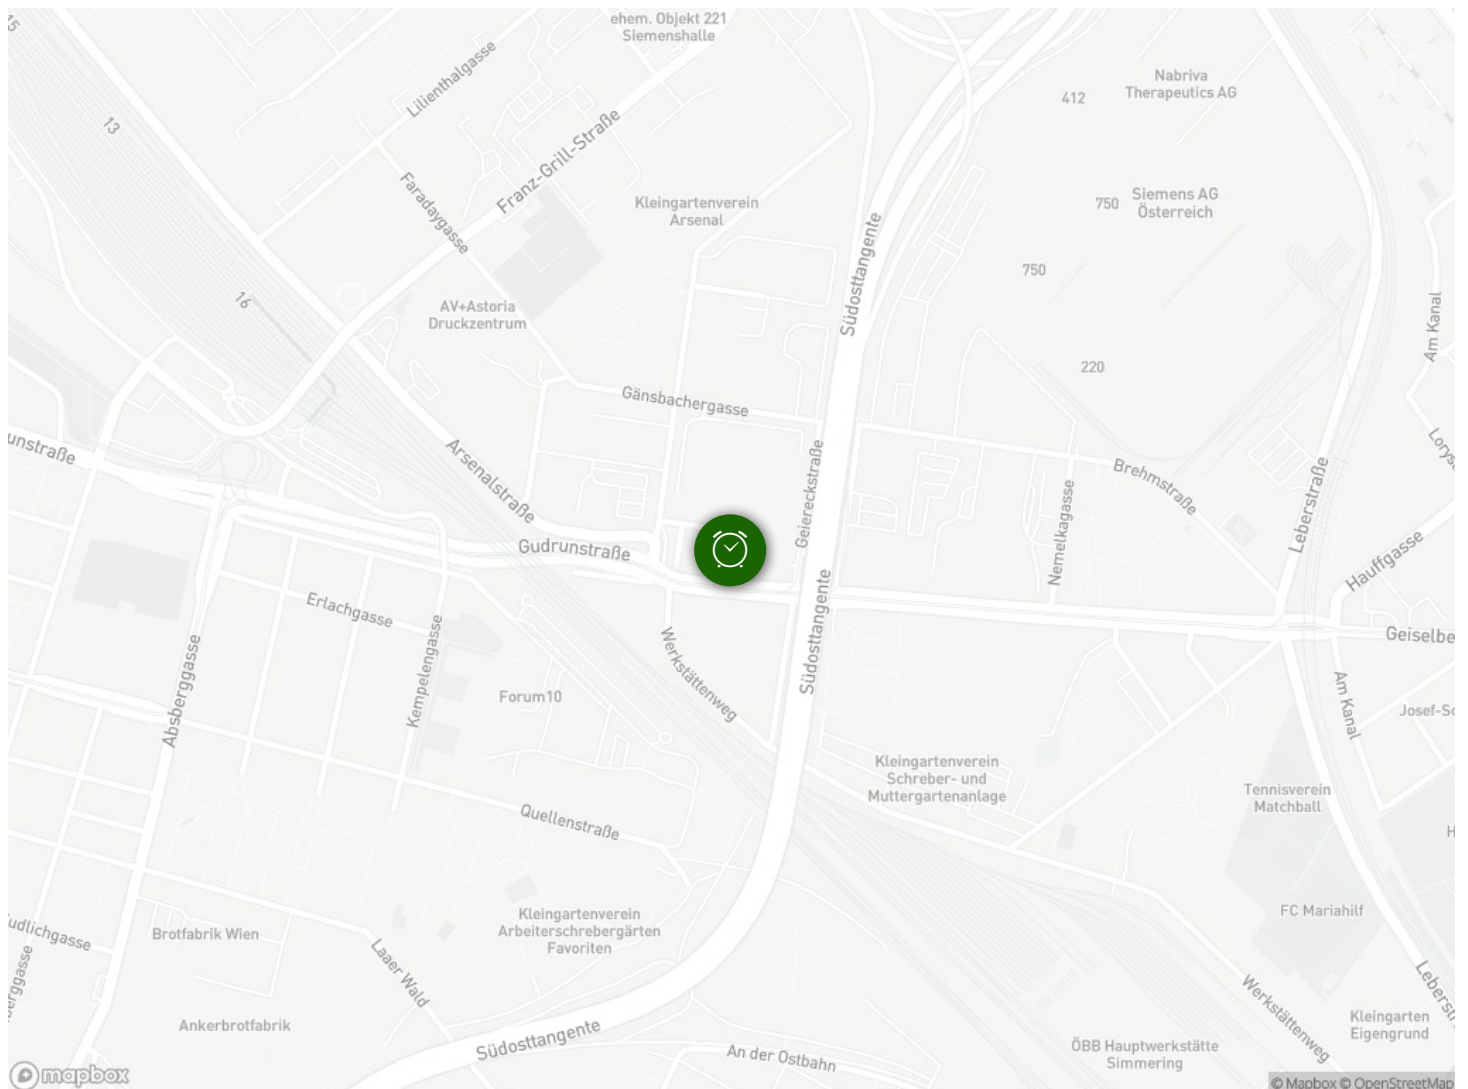 ehem. Objekt 221
Siemenshalle
15
Lilienthalgasse
Nabriva
Therapeutics AG
412
13
Franz-Grill-Straße
Faradaygasse
Kleingartenverein
Arsenal
Siemens AG
Österreich
750
Südosttangente
750
16
AV+Astoria
Druckzentrum
Am Kanal
220
Gänsbachergasse
unstraße
Arsenalstraße
Geiereckstraße
Brehmstraße
Lorys
Leberstraße
Nemelkagasse
Gudrunstraße
Hauffgasse
Erlachgasse
Südosttangente
Geiselbe
Absberggasse
Kempelengasse
Werkstättenweg
Forum10
Am Kanal
Josef-Sc
Kleingartenverein
Schreber- und
Muttergartenanlage
Tennisverein
Matchball
Quellenstraße
H
Kleingartenverein
Arbeiterschrebergärten
Favoriten
FC Mariahilf
udlichgasse
Brotfabrik Wien
Laaer Wald
berggasse
Leberstr
Werkstättenweg
Ankerbrotfabrik
Kleingarten
Eigengrund
Südosttangente
An der Ostbahn
ÖBB Hauptwerkstätte
Simmering
mapbox
© Mapbox © OpenStreetMap